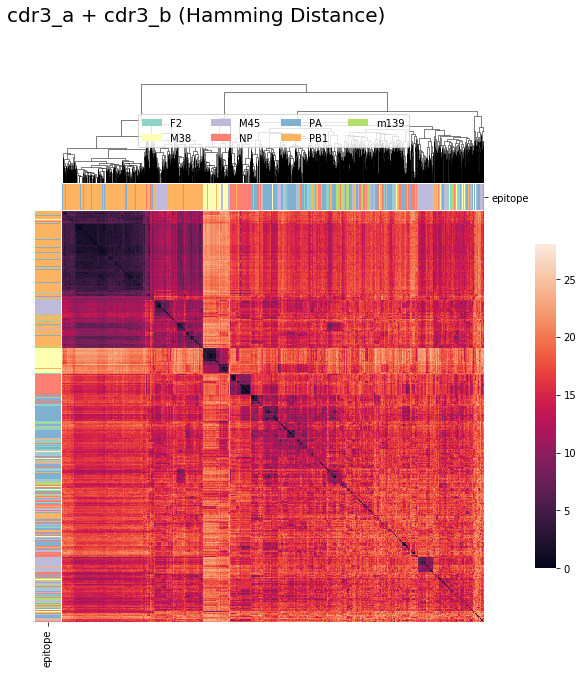 cdr3_a + cdr3_b (Hamming Distance)
F2 M45 PA m139
M38 NP PB1
epitope
25
20
15
10
5
0
epitope